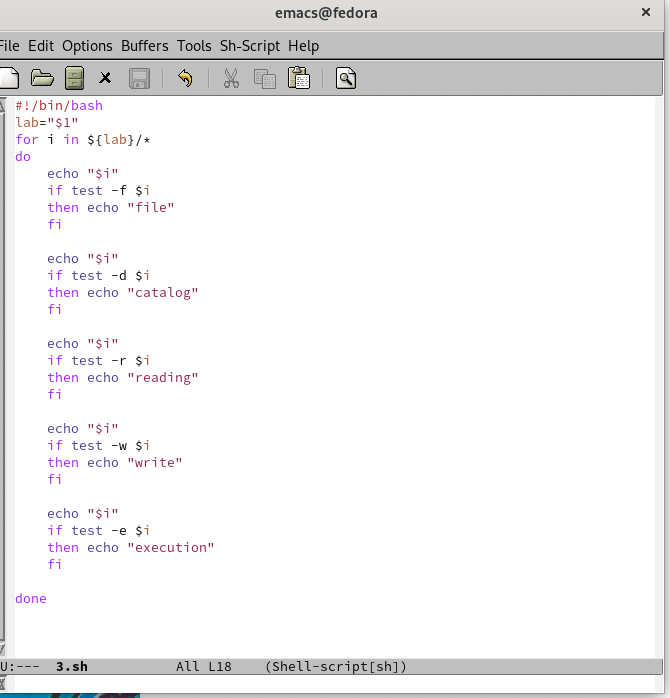 emacs@fedora
File Edit Options Buffers Tools Sh-Script Help
#!/bin/bash
lab="$1"
for i in ${lab}/*
do
    echo "$i"
    if test -f $i
    then echo "file"
    fi

    echo "$i"
    if test -d $i
    then echo "catalog"
    fi

    echo "$i"
    if test -r $i
    then echo "reading"
    fi

    echo "$i"
    if test -w $i
    then echo "write"
    fi

    echo "$i"
    if test -e $i
    then echo "execution"
    fi

done
U:--- 3.sh All L18 (Shell-script[sh])